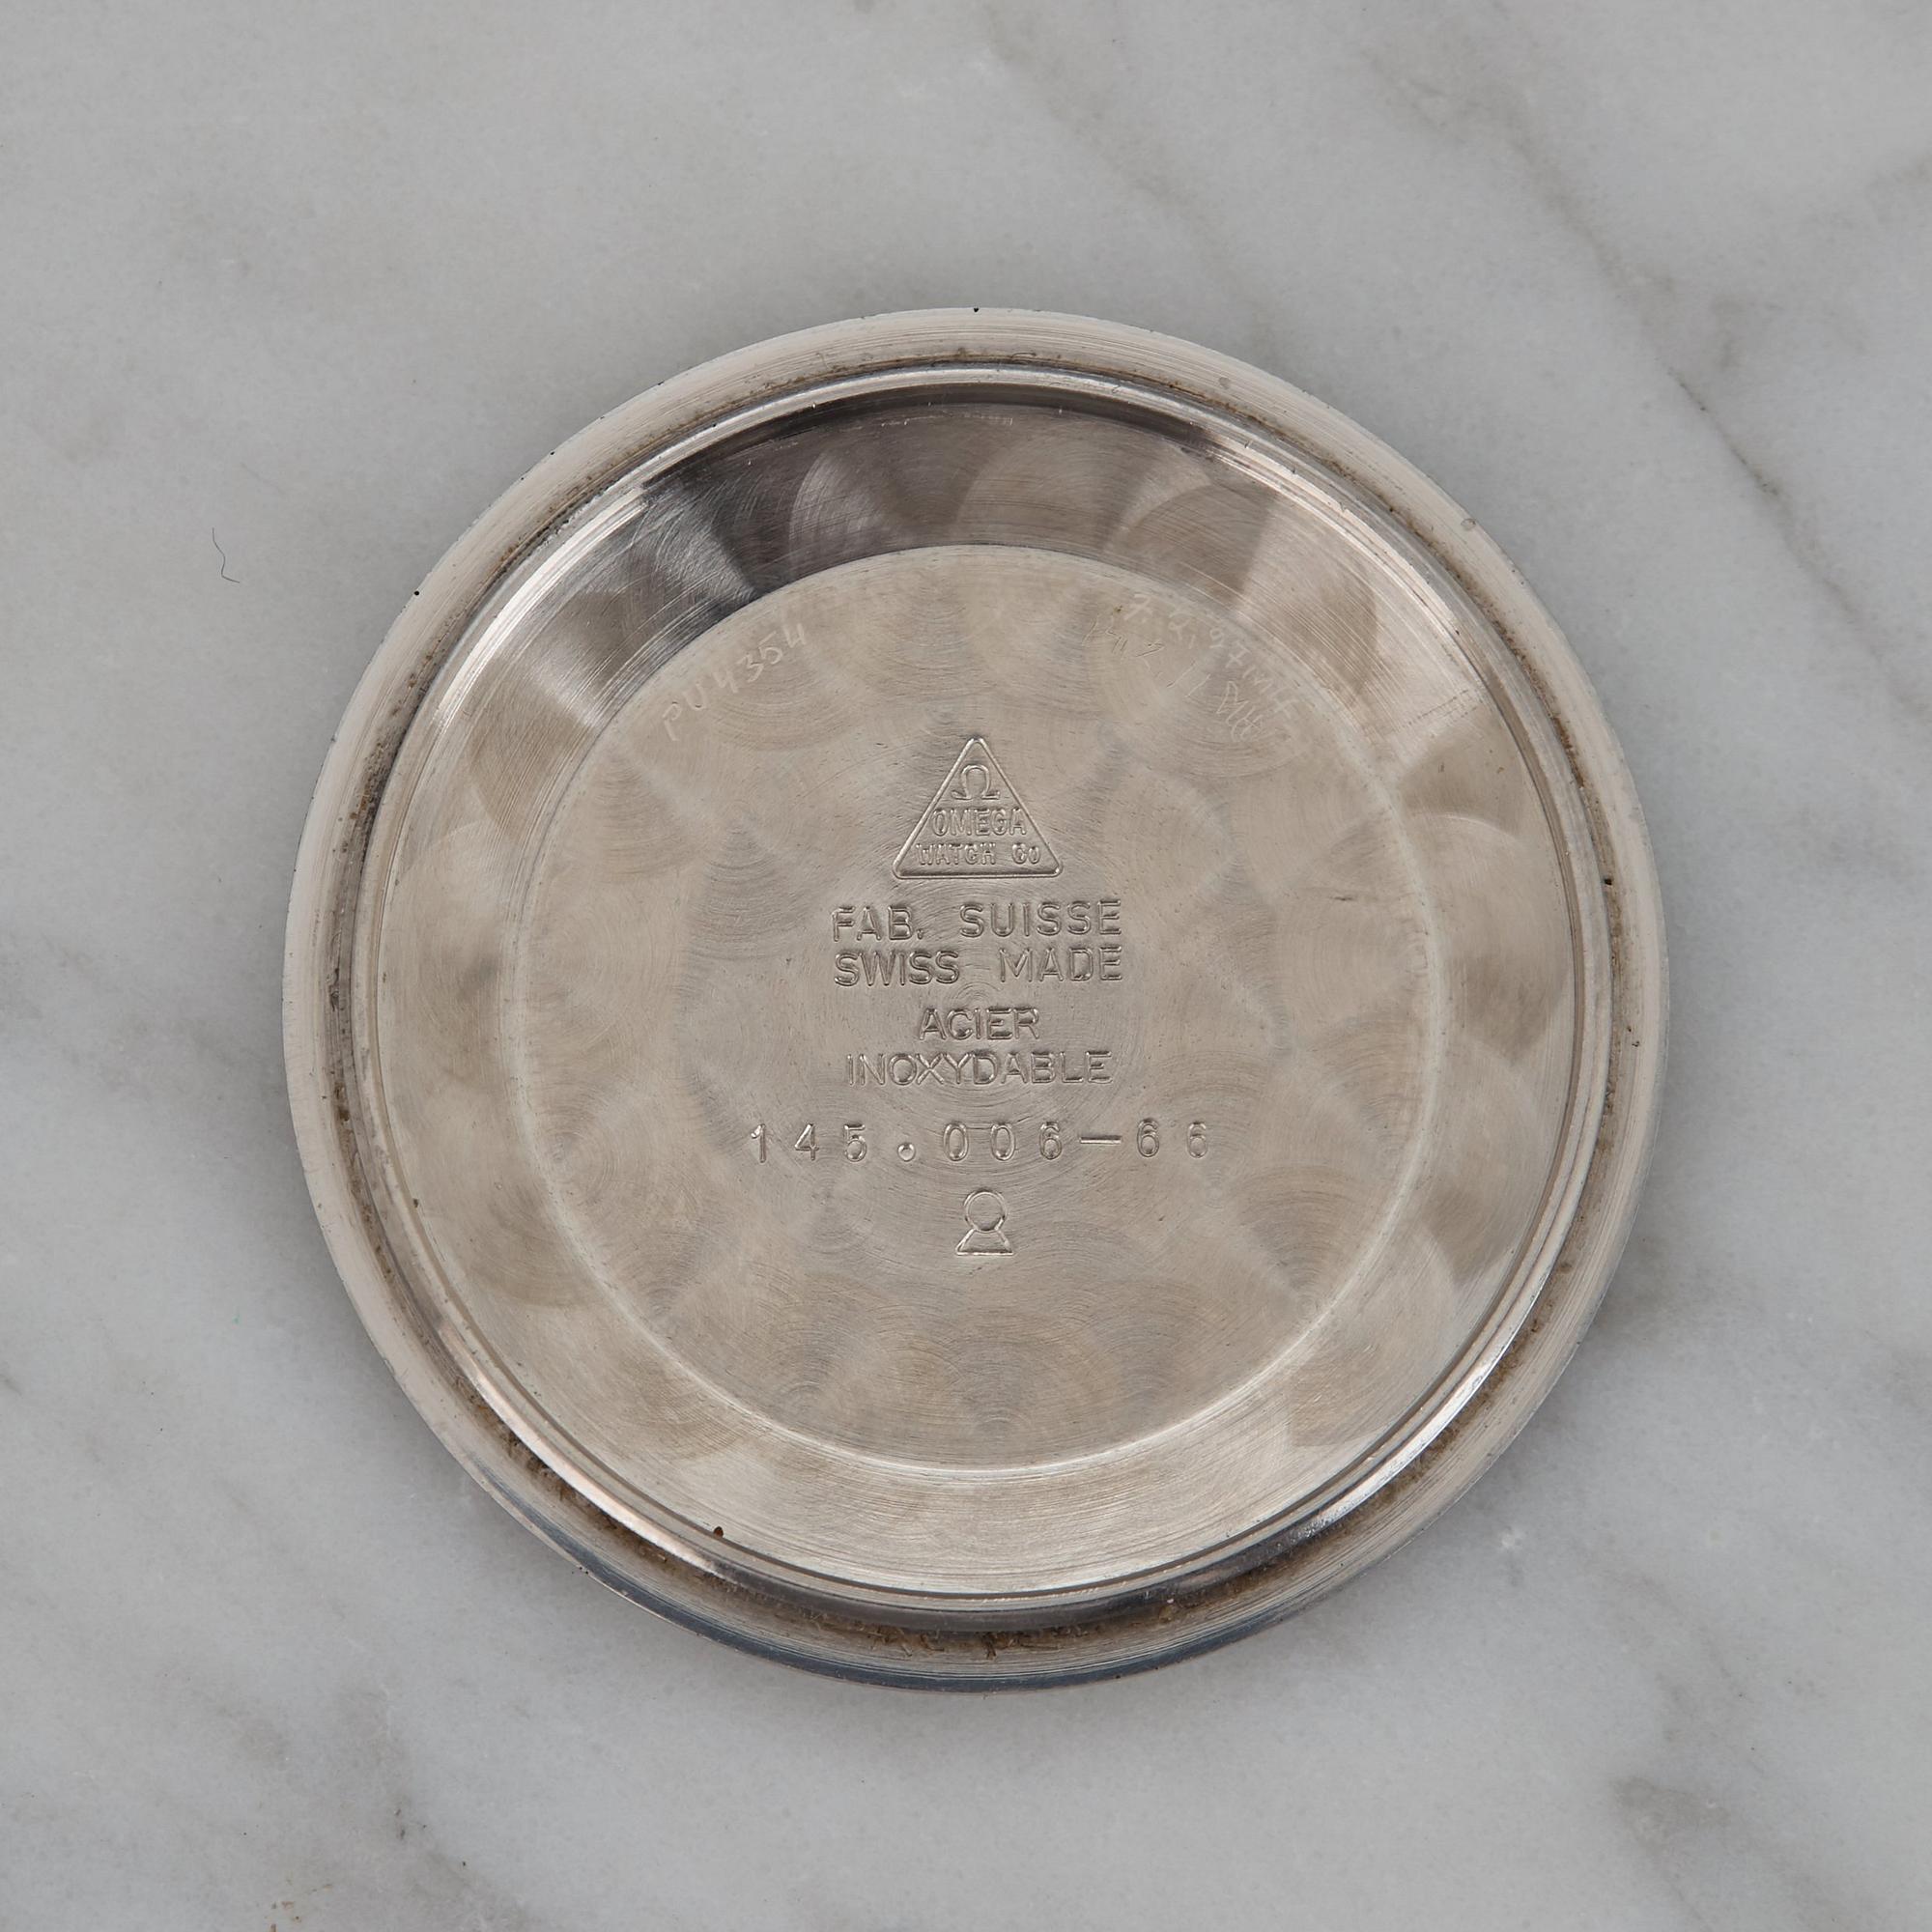 PU4354
Ω
OMEGA
WATCH Co
FAB. SUISSE
SWISS MADE
ACIER
INOXYDABLE
145.006-66